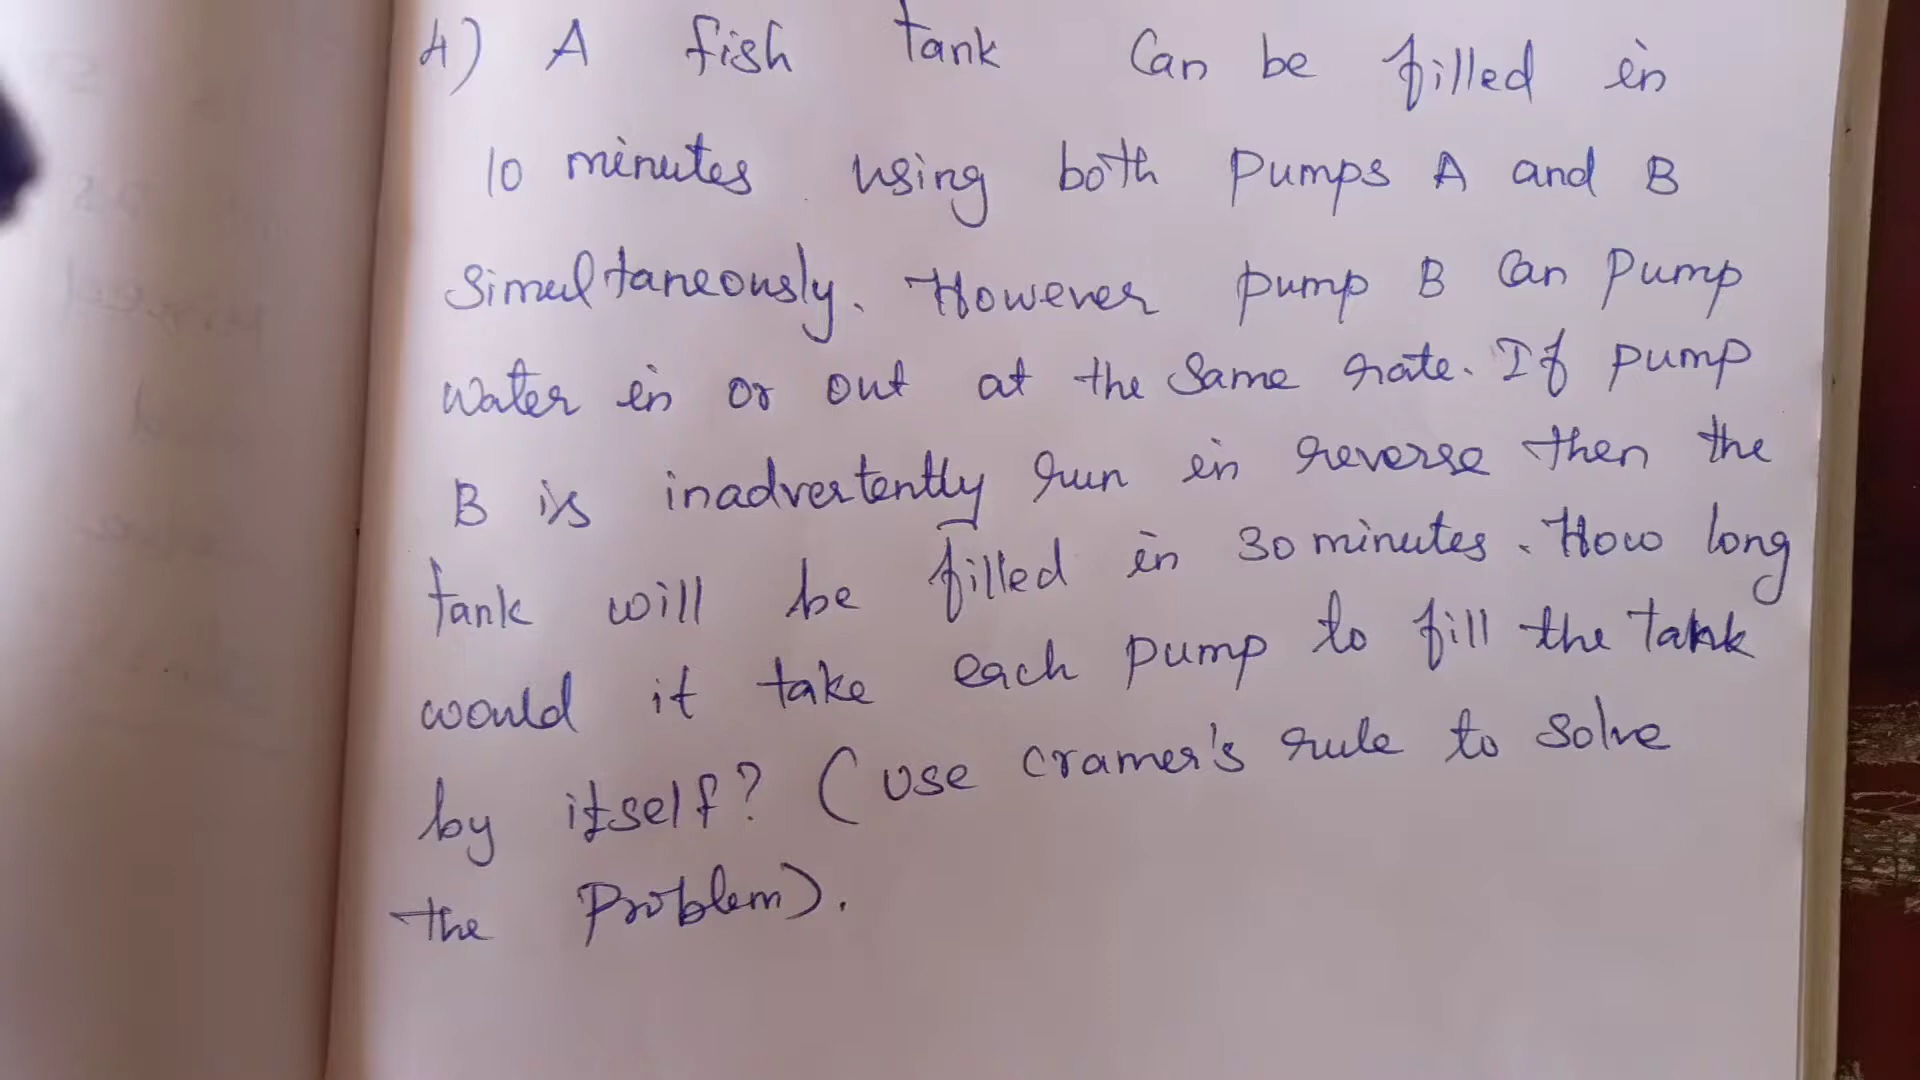 4) A fish tank Can be filled in
10 minutes using both Pumps A and B
Simultaneously. However pump B Can Pump
Water in or out at the Same rate. If pump
B is inadvertently run in reverse then the
tank will be filled in 30 minutes. How long
would it take each pump to fill the tank
by itself? (use cramer's rule to solve
the Problem).